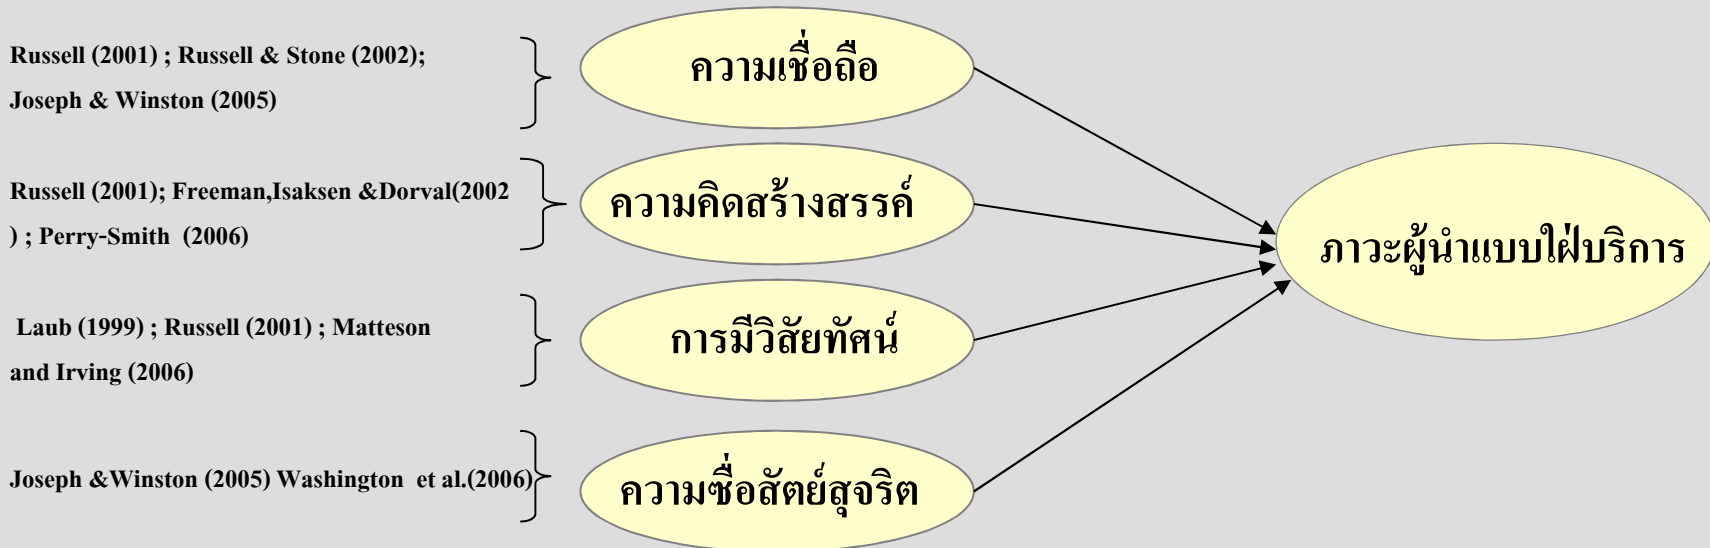 Russell (2001) ; Russell & Stone (2002);
Joseph & Winston (2005)
ความเชื่อถือ
Russell (2001); Freeman,Isaksen &Dorval(2002
) ; Perry-Smith (2006)
ความคิดสร้างสรรค์
ภาวะผู้นำแบบใฝ่บริการ
Laub (1999) ; Russell (2001) ; Matteson
and Irving (2006)
การมีวิสัยทัศน์
Joseph &Winston (2005) Washington et al.(2006)
ความซื่อสัตย์สุจริต